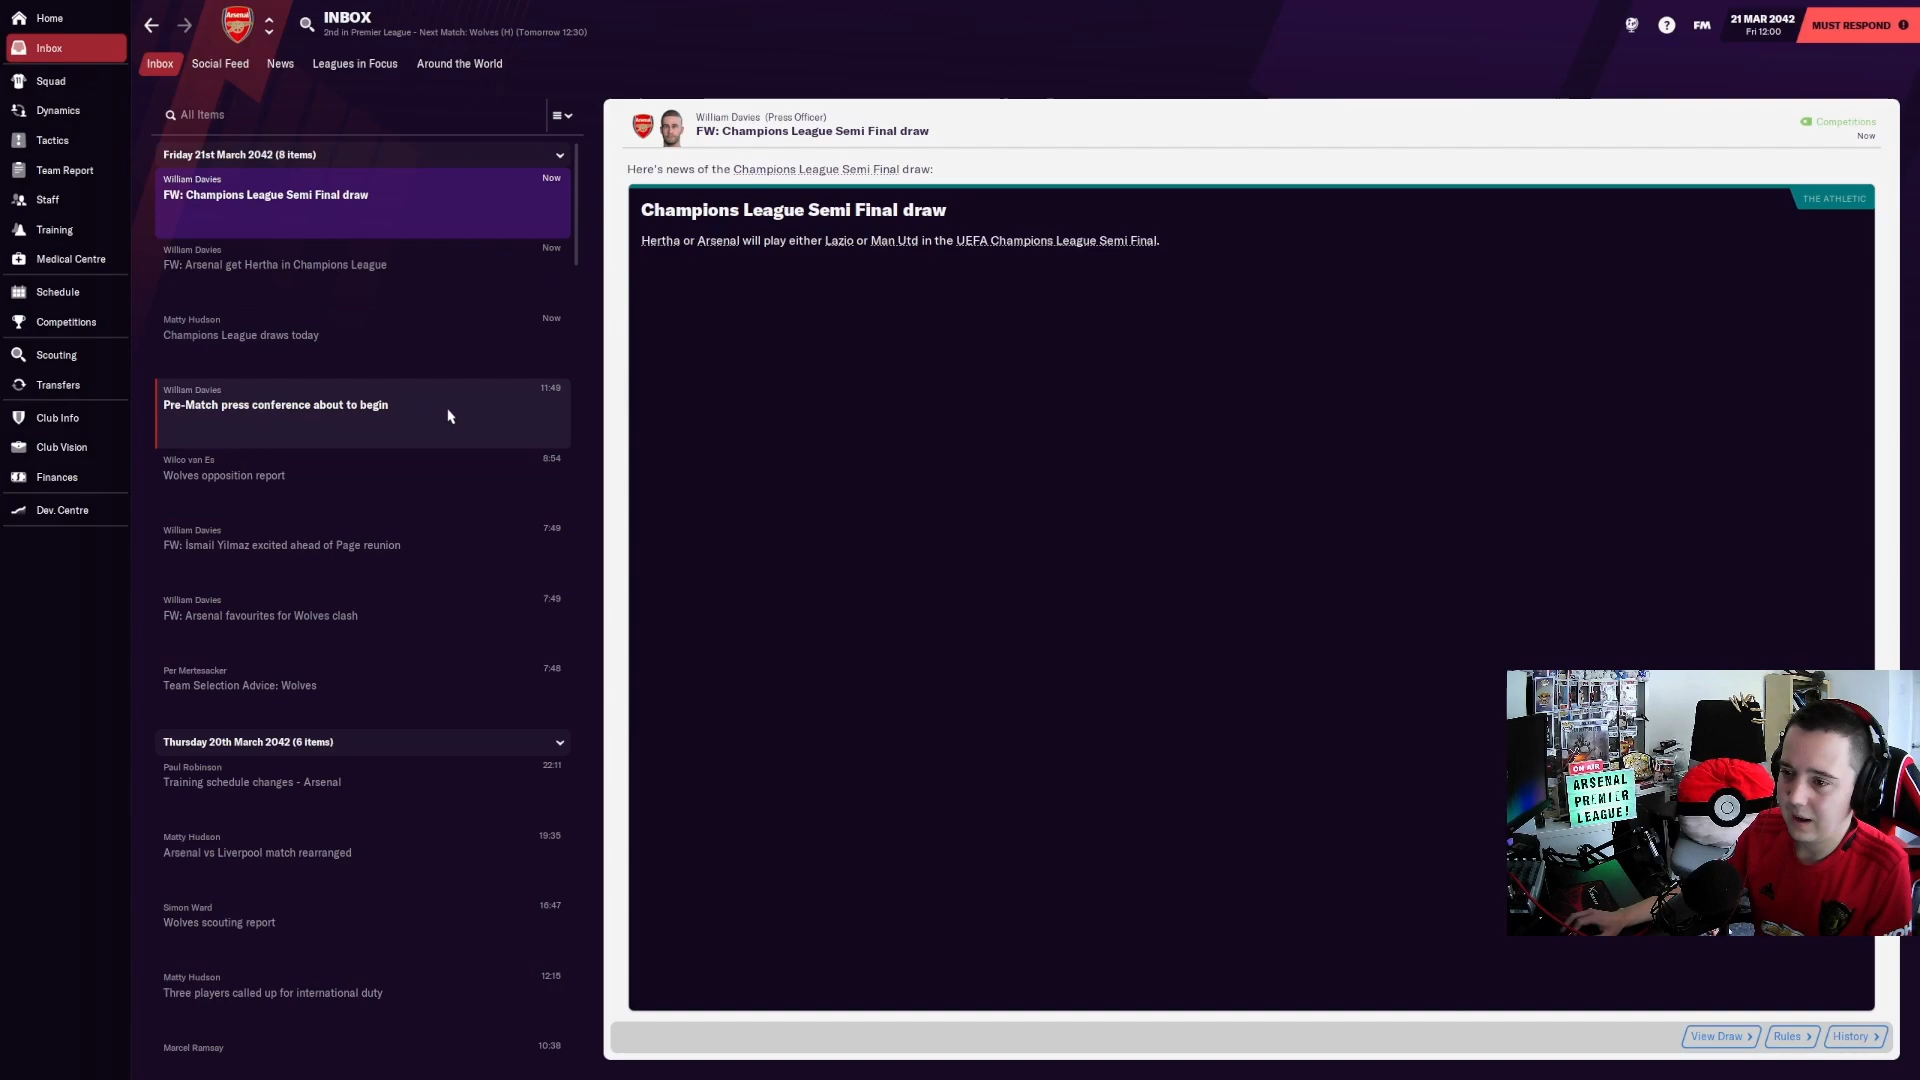 Home
Inbox
Squad
Dynamics
Tactics
Team Report
Staff
Training
Medical Centre
Schedule
Competitions
Scouting
Transfers
Club Info
Club Vision
Finances
Dev. Centre
Arsenal
INBOX
2nd in Premier League - Next Match: Wolves (H) (Tomorrow 12:30)
?
FM
21 MAR 2042
Fri 12:00
MUST RESPOND
Inbox Social Feed News Leagues in Focus Around the World
All Items
Friday 21st March 2042 (8 items)
William Davies Now
FW: Champions League Semi Final draw
William Davies Now
FW: Arsenal get Hertha in Champions League
Matty Hudson Now
Champions League draws today
William Davies 11:49
Pre-Match press conference about to begin
Wilco van Es 8:54
Wolves opposition report
William Davies 7:49
FW: İsmail Yilmaz excited ahead of Page reunion
William Davies 7:49
FW: Arsenal favourites for Wolves clash
Per Mertesacker 7:48
Team Selection Advice: Wolves
Thursday 20th March 2042 (6 items)
Paul Robinson 22:11
Training schedule changes - Arsenal
Matty Hudson 19:35
Arsenal vs Liverpool match rearranged
Simon Ward 16:47
Wolves scouting report
Matty Hudson 12:15
Three players called up for international duty
Marcel Ramsay 10:38
William Davies (Press Officer)
FW: Champions League Semi Final draw
Competitions
Now
Here's news of the Champions League Semi Final draw:
THE ATHLETIC
Champions League Semi Final draw
Hertha or Arsenal will play either Lazio or Man Utd in the UEFA Champions League Semi Final.
View Draw
Rules
History
ON AIR
ARSENAL
PREMIER
LEAGUE!